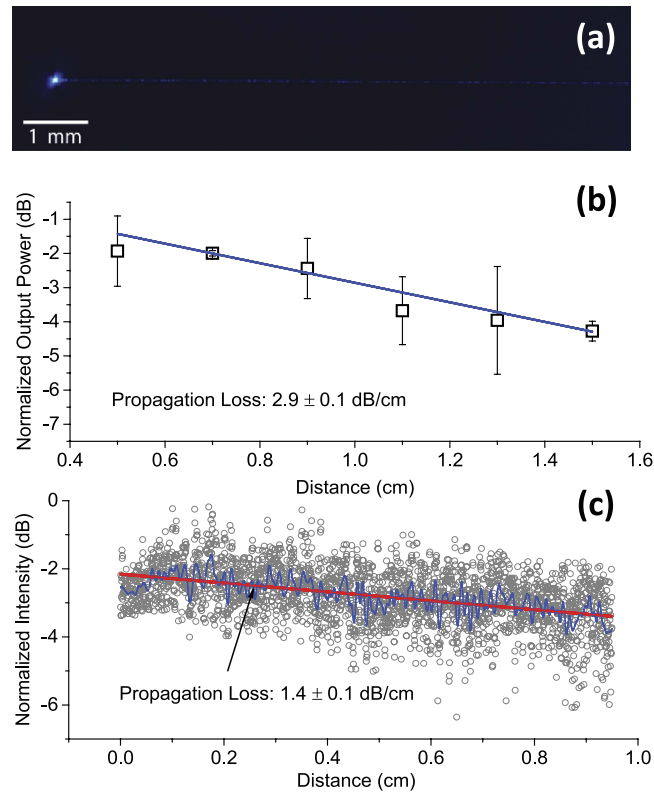 (a)
1 mm
(b)
Normalized Output Power (dB)
-1
-2
-3
-4
-5
-6
-7
Propagation Loss: 2.9 ± 0.1 dB/cm
0.4 0.6 0.8 1.0 1.2 1.4 1.6
Distance (cm)
(c)
Normalized Intensity (dB)
0
-2
-4
-6
Propagation Loss: 1.4 ± 0.1 dB/cm
0.0 0.2 0.4 0.6 0.8 1.0
Distance (cm)